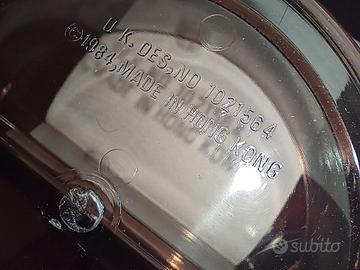 U K. DES. NO 1021564
©1984, MADE IN HONG KONG
subito